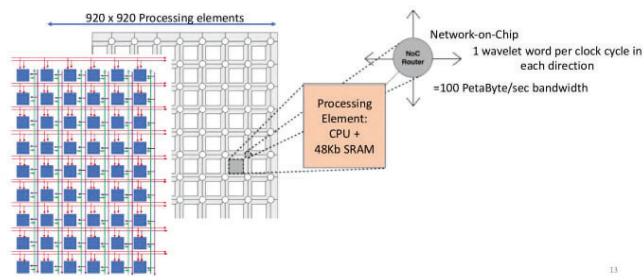 920 x 920 Processing elements
Network-on-Chip
1 wavelet word per clock cycle in
each direction
=100 PetaByte/sec bandwidth
NoC
Router
Processing
Element:
CPU +
48Kb SRAM
13